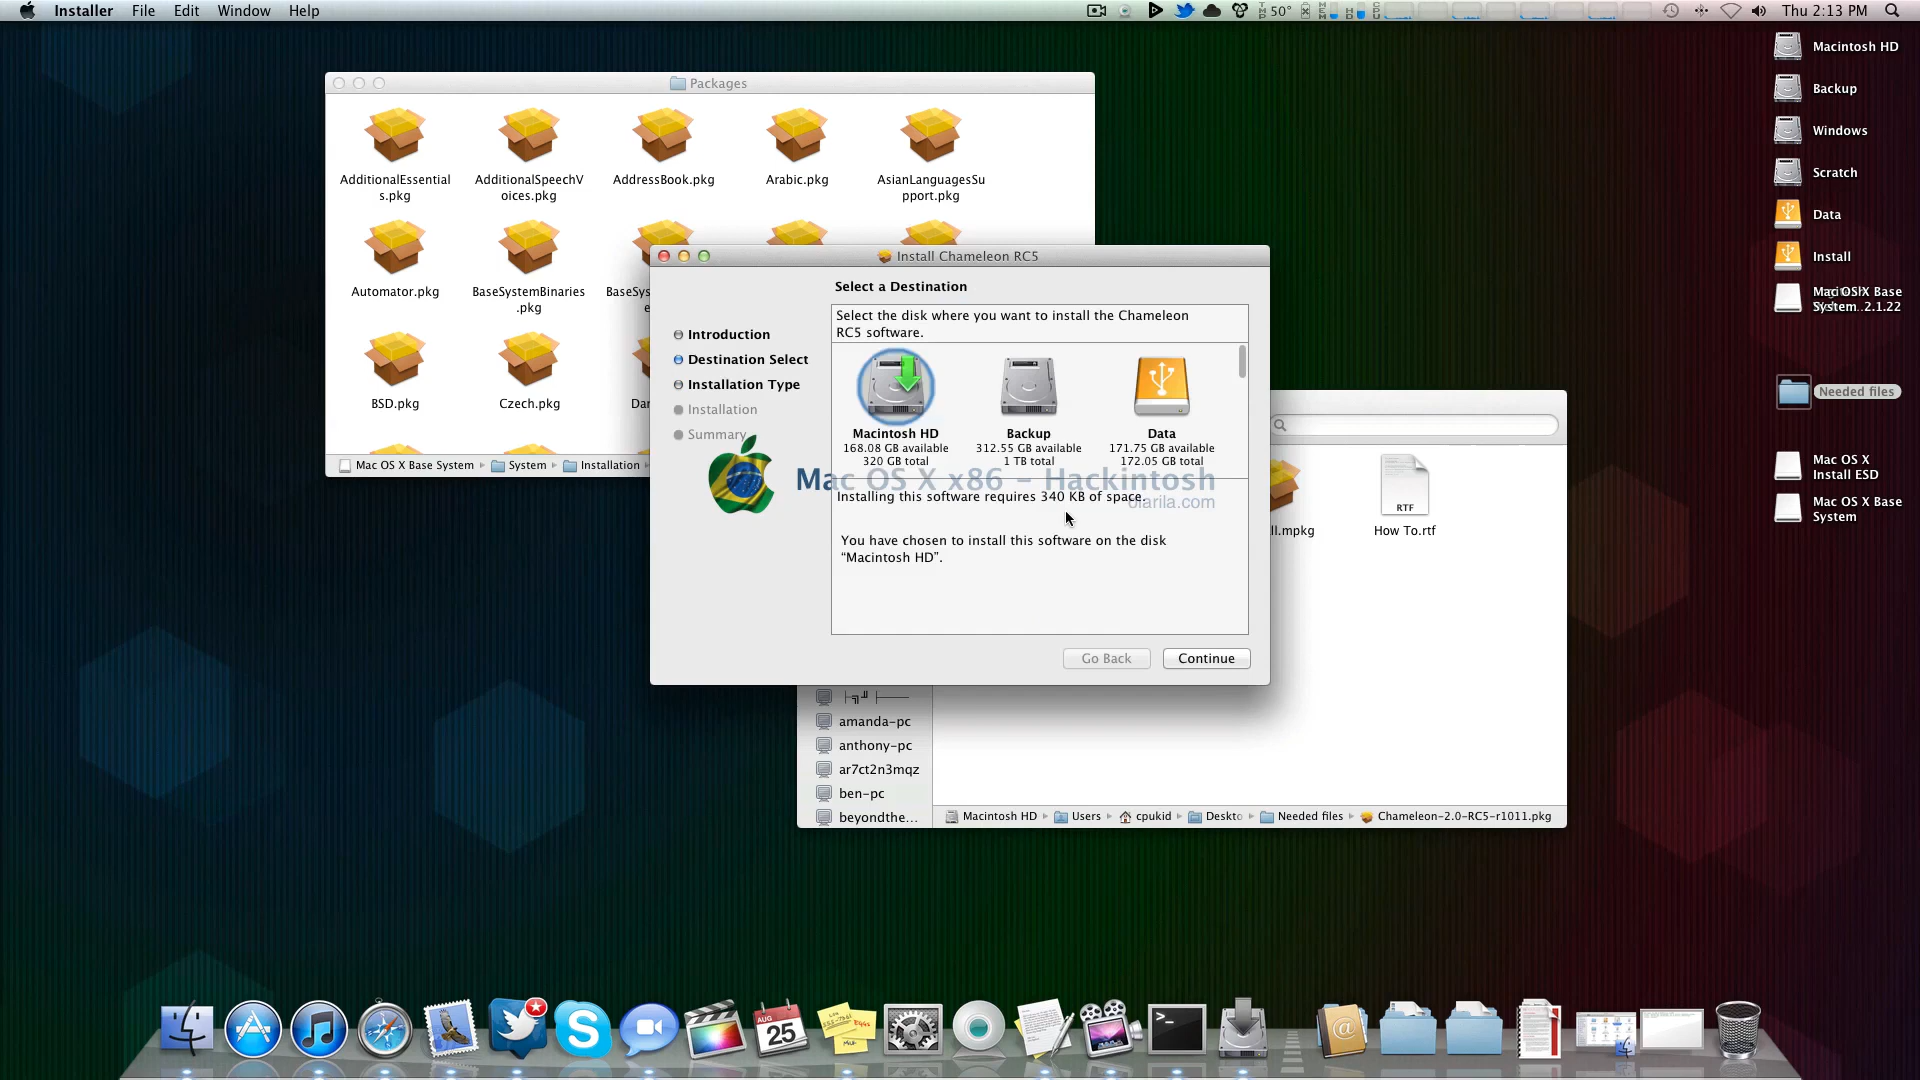 Installer File Edit Window Help
50° Thu 2:13 PM
Macintosh HD
Backup
Windows
Scratch
Data
Install
Mac OS X Base
System
2.1.22
Needed files
Mac OS X
Install ESD
Mac OS X Base
System
Packages
AdditionalEssential
s.pkg
AdditionalSpeechV
oices.pkg
AddressBook.pkg
Arabic.pkg
AsianLanguagesSu
pport.pkg
Automator.pkg
BaseSystemBinaries
.pkg
BaseSys
e
BSD.pkg
Czech.pkg
Dar
Mac OS X Base System System Installation
Install Chameleon RC5
Select a Destination
Introduction
Destination Select
Installation Type
Installation
Summary
Select the disk where you want to install the Chameleon
RC5 software.
Macintosh HD
168.08 GB available
320 GB total
Backup
312.55 GB available
1 TB total
Data
171.75 GB available
172.05 GB total
Mac OS X x86 – Hackintosh
olarila.com
Installing this software requires 340 KB of space.
You have chosen to install this software on the disk
“Macintosh HD”.
Go Back Continue
ll.mpkg
RTF
How To.rtf
amanda-pc
anthony-pc
ar7ct2n3mqz
ben-pc
beyondthe...
Macintosh HD Users cpukid Deskto Needed files Chameleon-2.0-RC5-r1011.pkg
AUG
25